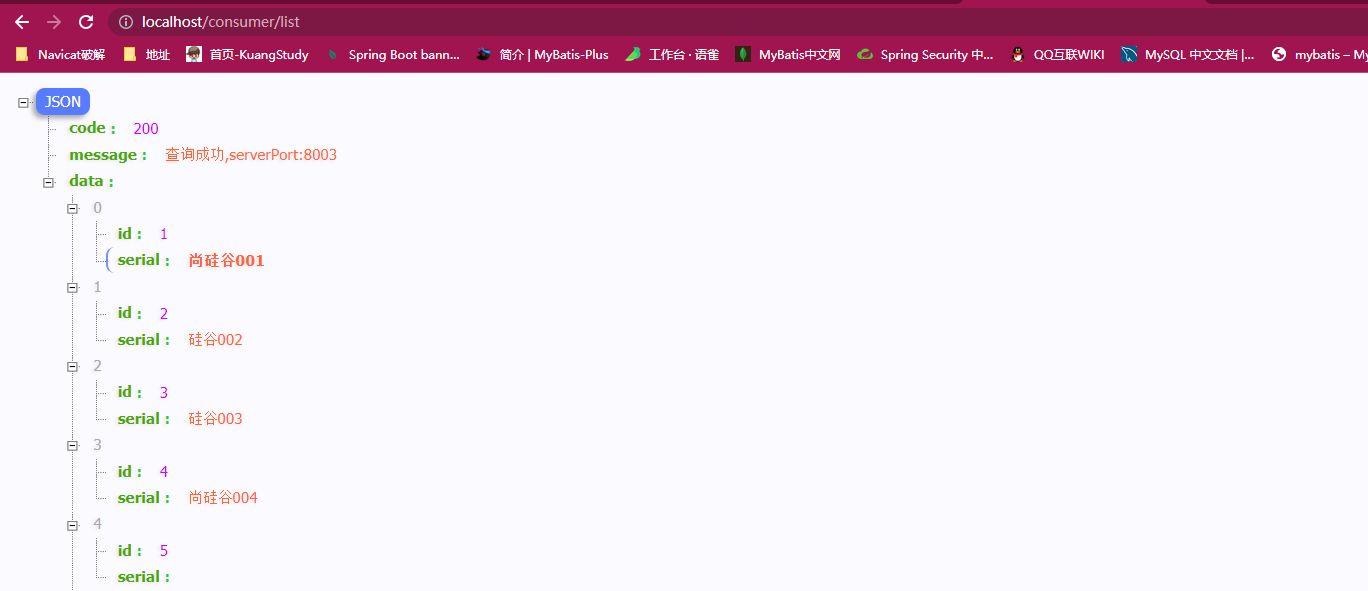 localhost/consumer/list
Navicat破解 地址 首页-KuangStudy Spring Boot bann... 简介 | MyBatis-Plus 工作台 · 语雀 MyBatis中文网 Spring Security 中... QQ互联WIKI MySQL 中文文档 |... mybatis – My
JSON
code : 200
message : 查询成功,serverPort:8003
data :
0
id : 1
serial : 尚硅谷001
1
id : 2
serial : 硅谷002
2
id : 3
serial : 硅谷003
3
id : 4
serial : 尚硅谷004
4
id : 5
serial :